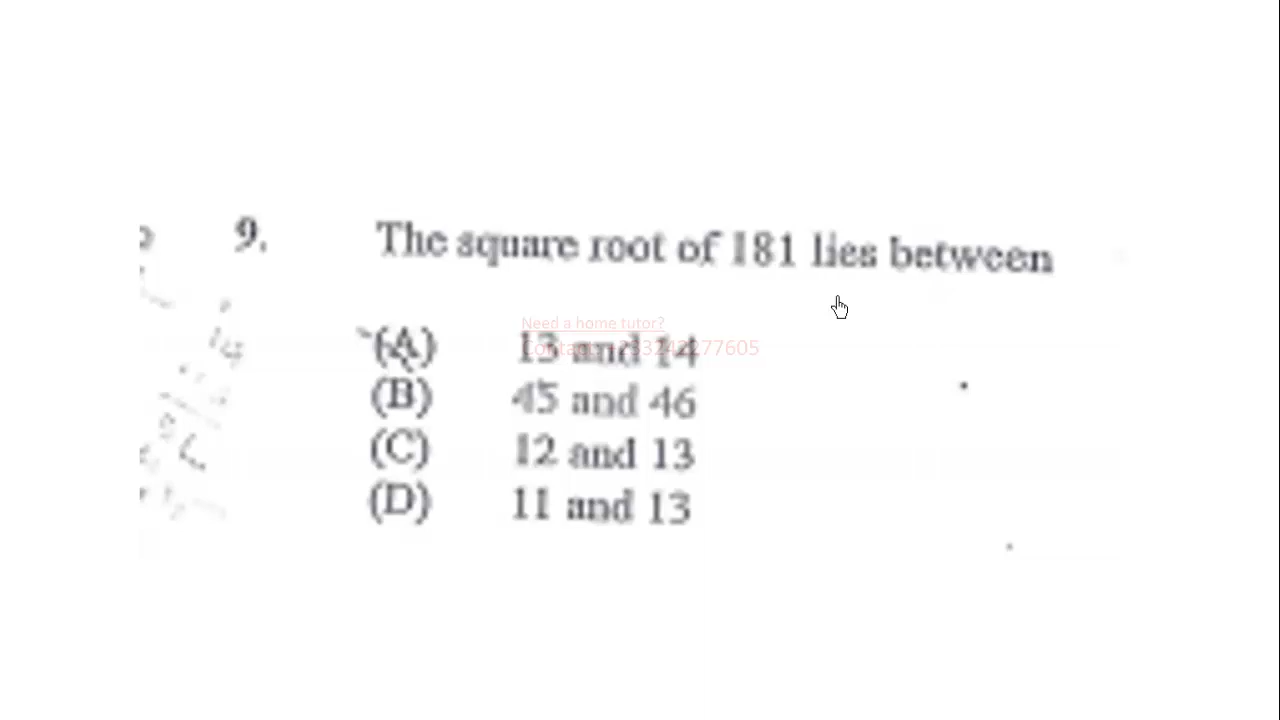 9. The square root of 181 lies between
Need a home tutor?
(A) 13 and 14
(B) 45 and 46
(C) 12 and 13
(D) 11 and 13